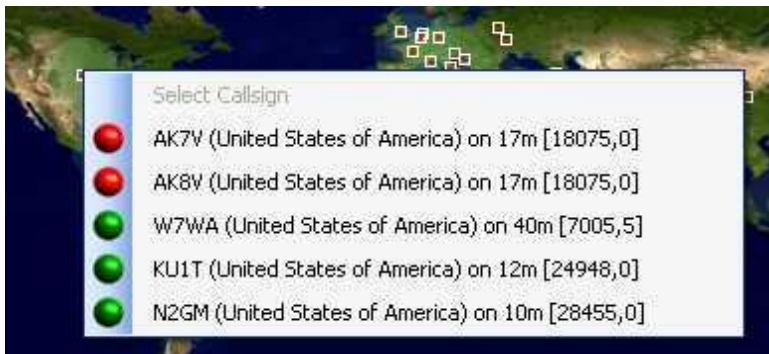 Select Callsign
AK7V (United States of America) on 17m [18075,0]
AK8V (United States of America) on 17m [18075,0]
W7WA (United States of America) on 40m [7005,5]
KU1T (United States of America) on 12m [24948,0]
N2GM (United States of America) on 10m [28455,0]